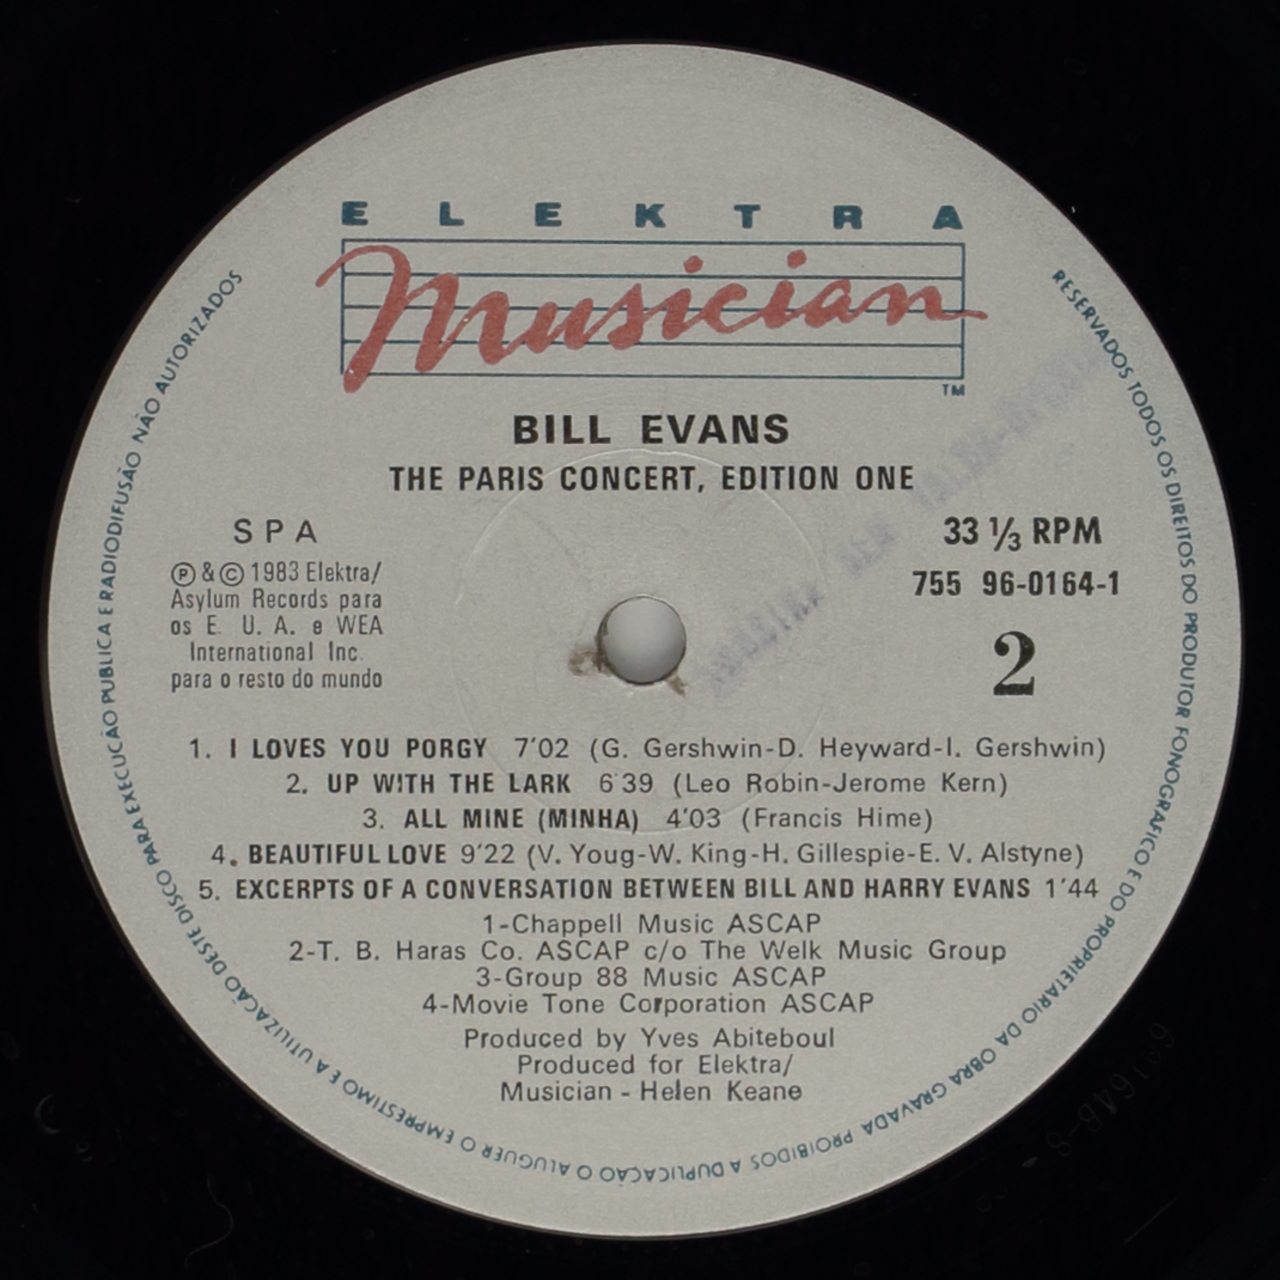 ELEKTRA
Musician
TM
BILL EVANS
THE PARIS CONCERT, EDITION ONE
SPA
Ⓟ & © 1983 Elektra/
Asylum Records para
os E. U. A. e WEA
International Inc.
para o resto do mundo
33 ⅓ RPM
755 96-0164-1
2
1. I LOVES YOU PORGY 7'02 (G. Gershwin-D. Heyward-I. Gershwin)
2. UP WITH THE LARK 6'39 (Leo Robin-Jerome Kern)
3. ALL MINE (MINHA) 4'03 (Francis Hime)
4. BEAUTIFUL LOVE 9'22 (V. Youg-W. King-H. Gillespie-E. V. Alstyne)
5. EXCERPTS OF A CONVERSATION BETWEEN BILL AND HARRY EVANS 1'44
1-Chappell Music ASCAP
2-T. B. Haras Co. ASCAP c/o The Welk Music Group
3-Group 88 Music ASCAP
4-Movie Tone Corporation ASCAP
Produced by Yves Abiteboul
Produced for Elektra/
Musician - Helen Keane
RESERVADOS TODOS OS DIREITOS DO PRODUTOR FONOGRAFICO E DO PROPRIETARIO DA OBRA GRAVADA PROIBIDOS A DUPLICAÇÃO O ALUGUER O EMPRESTIMO E A UTILIZAÇÃO DESTE DISCO PARA EXECUÇÃO PUBLICA E RADIODIFUSÃO NÃO AUTORIZADOS